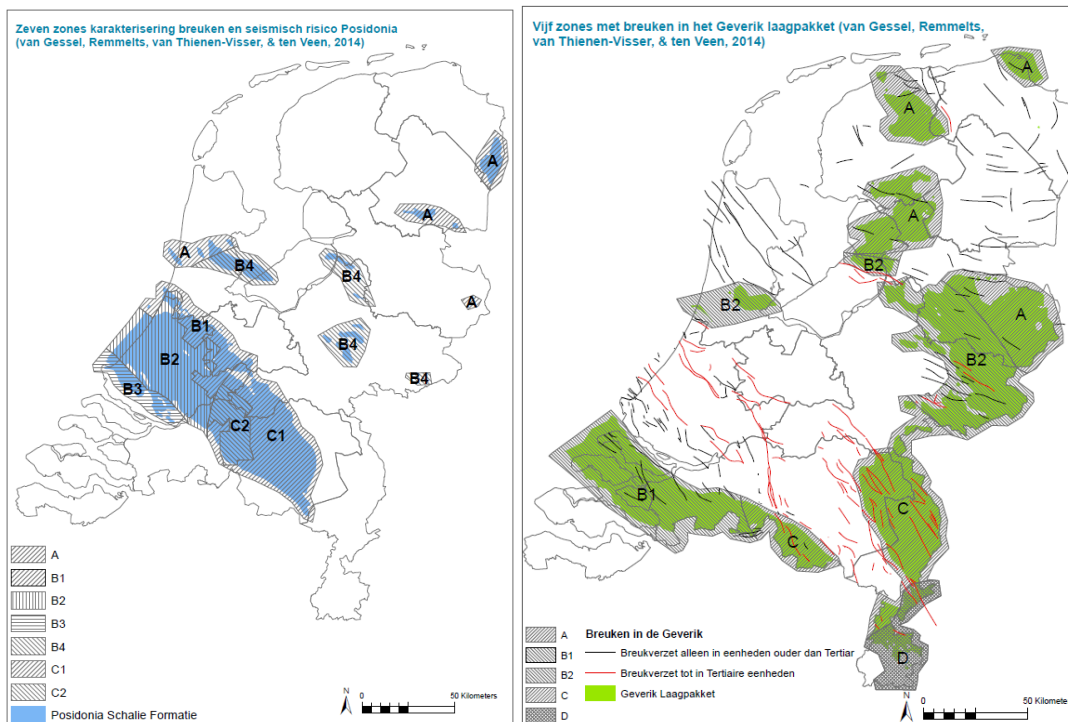 Zeven zones karakterisering breuken en seismisch risico Posidonia
(van Gessel, Remmelts, van Thienen-Visser, & ten Veen, 2014)
A
A
A
B4
B4
A
B4
B4
B1
B2
B3
C2
C1
A
B1
B2
B3
B4
C1
C2
Posidonia Schalie Formatie
N
0
50 Kilometers
Vijf zones met breuken in het Geverik laagpakket (van Gessel, Remmelts,
van Thienen-Visser, & ten Veen, 2014)
A
A
A
B2
B2
A
B2
B1
C
C
D
A
Breuken in de Geverik
B1
Breukverzet alleen in eenheden ouder dan Tertiar
B2
Breukverzet tot in Tertiaire eenheden
C
Geverik Laagpakket
D
N
0
50 Kilomete